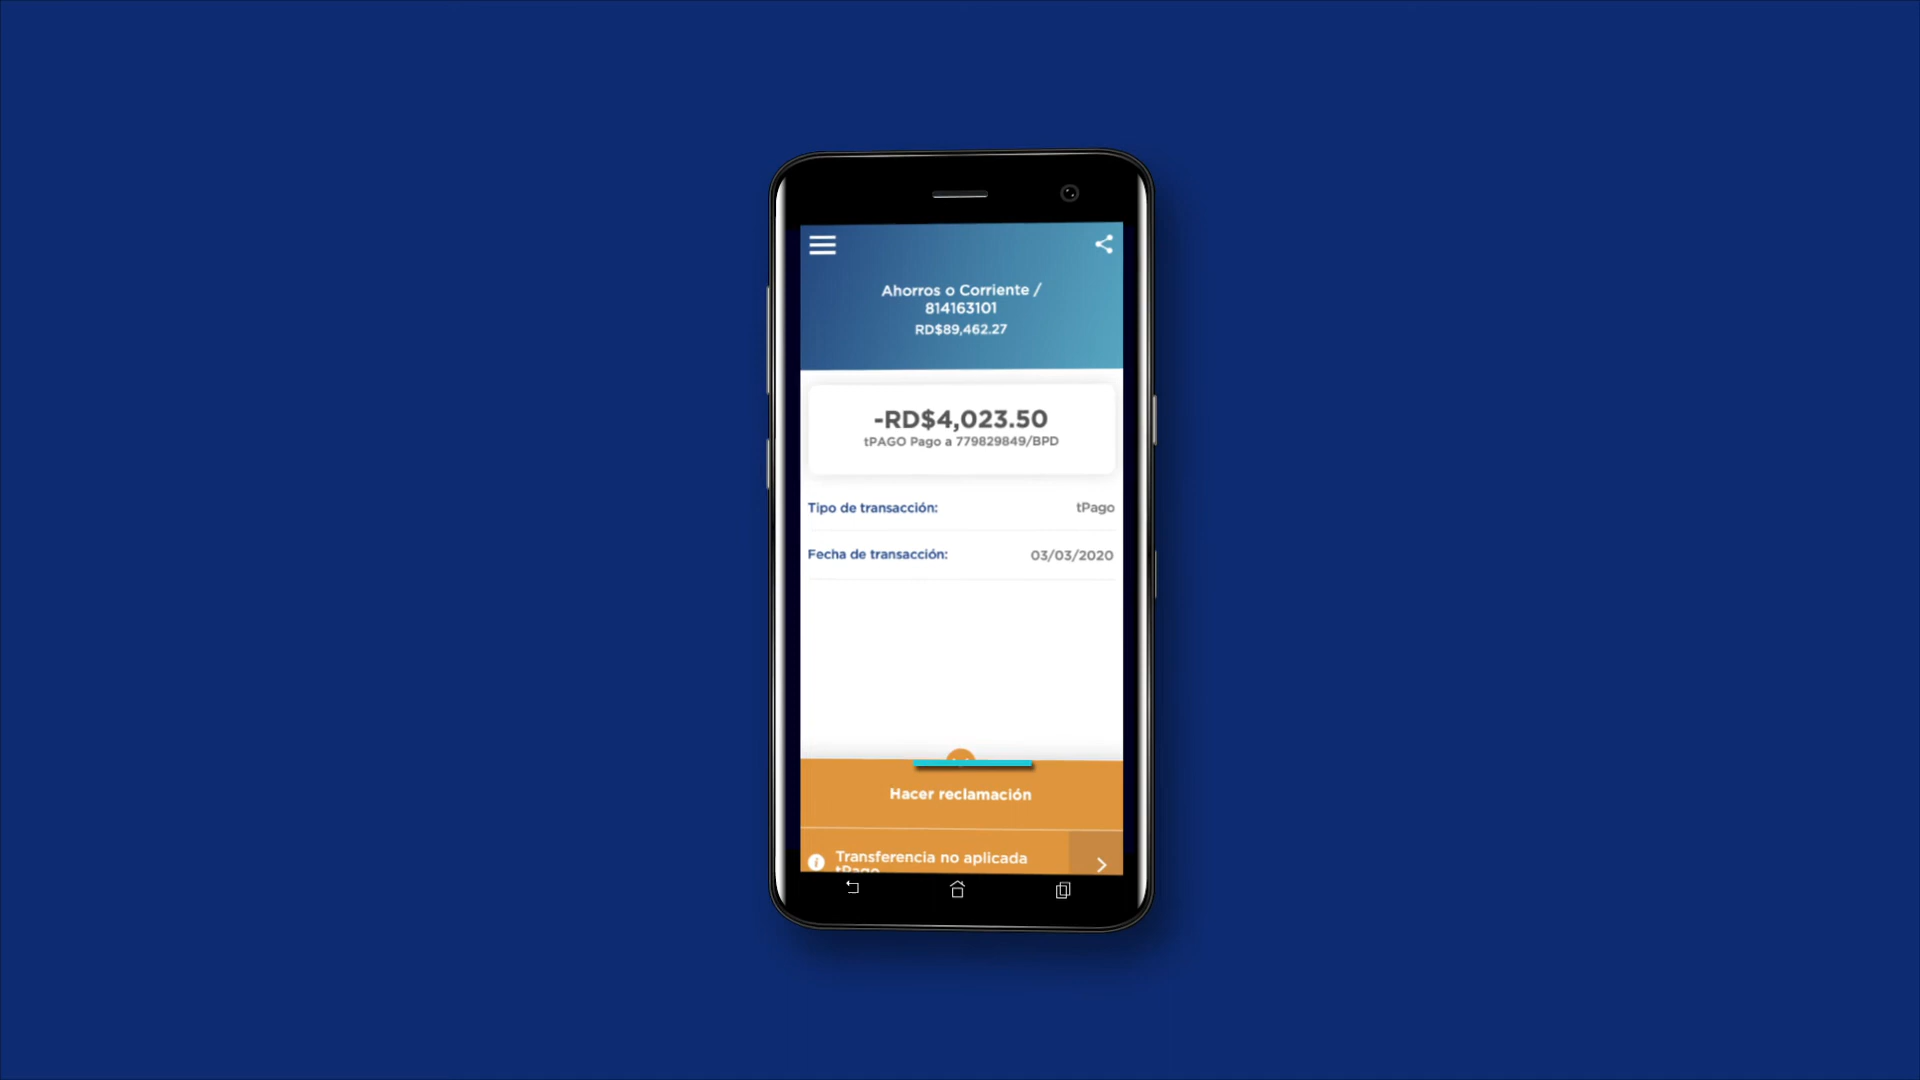 Ahorros o Corriente /
814163101
RD$89,462.27
-RD$4,023.50
tPAGO Pago a 779829849/BPD
Tipo de transacción: tPago
Fecha de transacción: 03/03/2020
Hacer reclamación
Transferencia no aplicada
tPago